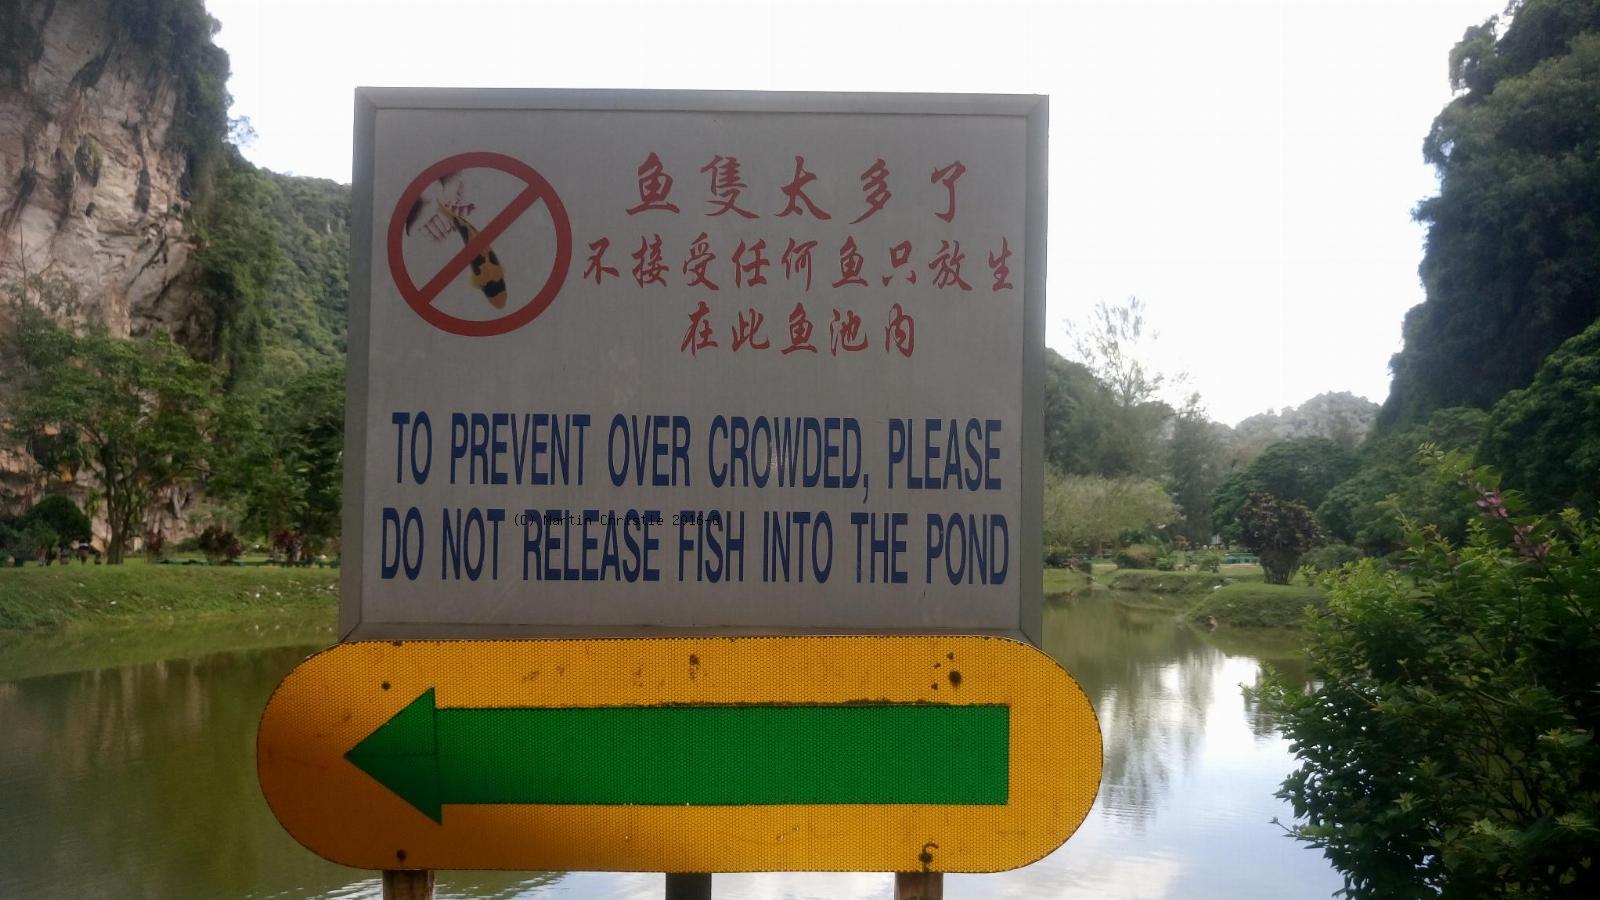 鱼隻太多了
不接受任何鱼只放生
在此鱼池内
TO PREVENT OVER CROWDED, PLEASE
(C) Martin Christie 2016-8
DO NOT RELEASE FISH INTO THE POND